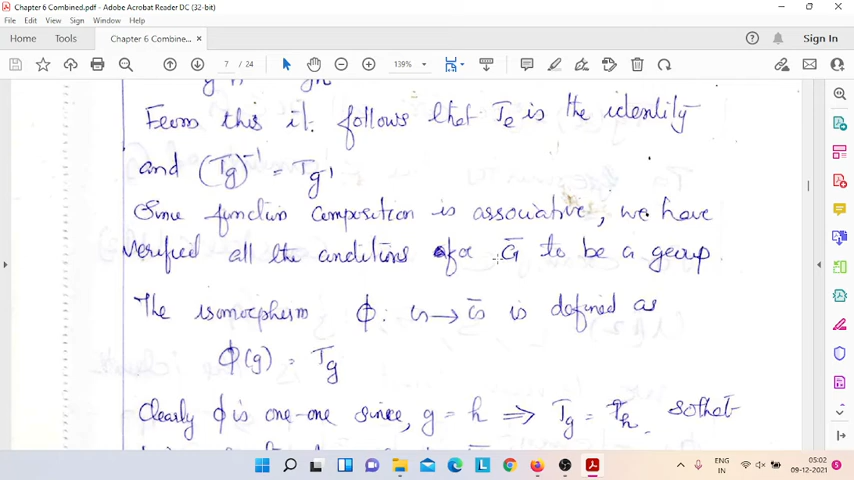 Chapter 6 Combined.pdf - Adobe Acrobat Reader DC (32-bit)
File Edit View Sign Window Help
Home Tools Chapter 6 Combine... × Sign In
7 / 24 139%
From this it follows that Te is the identity
and (Tg)⁻¹ = Tg⁻¹
Since function composition is associative, we have
verified all the conditions for G̅ to be a group.
The isomorphism ϕ: G → G̅ is defined as
ϕ(g) = Tg
Clearly ϕ is one-one since, g = h ⟹ Tg = Th. so that
ENG
IN
05:02
09-12-2021